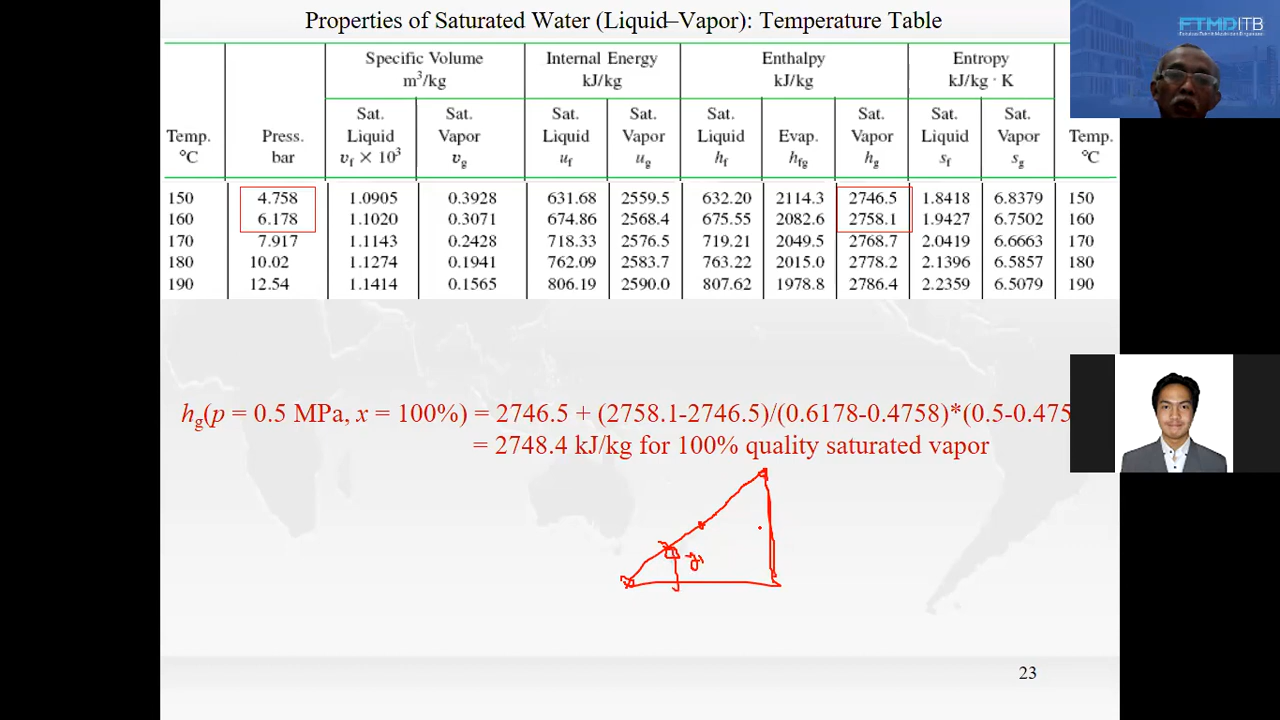 Properties of Saturated Water (Liquid–Vapor): Temperature Table
FTMD ITB
Specific Volume Internal Energy Enthalpy Entropy
m³/kg kJ/kg kJ/kg kJ/kg · K
Sat. Sat. Sat. Sat. Sat. Sat. Sat. Sat.
Temp. Press. Liquid Vapor Liquid Vapor Liquid Evap. Vapor Liquid Vapor Temp.
°C bar vf × 10³ vg uf ug hf hfg hg sf sg °C
150 4.758 1.0905 0.3928 631.68 2559.5 632.20 2114.3 2746.5 1.8418 6.8379 150
160 6.178 1.1020 0.3071 674.86 2568.4 675.55 2082.6 2758.1 1.9427 6.7502 160
170 7.917 1.1143 0.2428 718.33 2576.5 719.21 2049.5 2768.7 2.0419 6.6663 170
180 10.02 1.1274 0.1941 762.09 2583.7 763.22 2015.0 2778.2 2.1396 6.5857 180
190 12.54 1.1414 0.1565 806.19 2590.0 807.62 1978.8 2786.4 2.2359 6.5079 190
hg(p = 0.5 MPa, x = 100%) = 2746.5 + (2758.1-2746.5)/(0.6178-0.4758)*(0.5-0.475
= 2748.4 kJ/kg for 100% quality saturated vapor
23